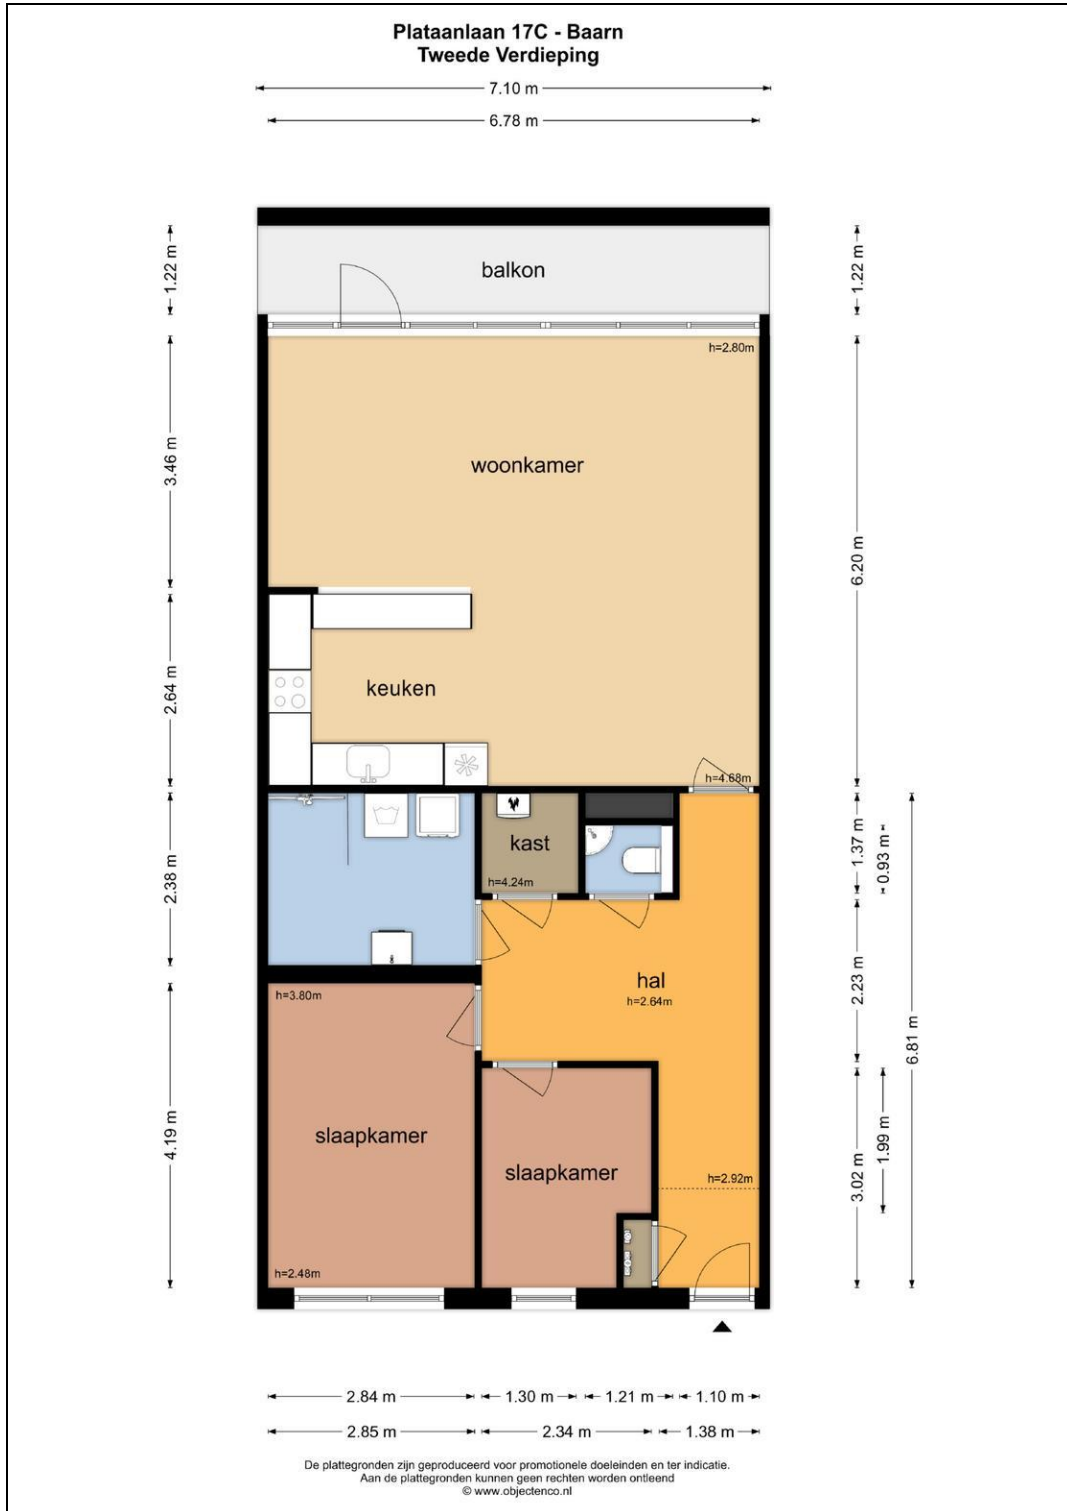 Plataanlaan 17C - Baarn
Tweede Verdieping
7.10 m
6.78 m
1.22 m
1.22 m
balkon
h=2.80m
3.46 m
woonkamer
6.20 m
2.64 m
keuken
h=4.68m
2.38 m
kast
h=4.24m
1.37 m
0.93 m
hal
h=2.64m
2.23 m
6.81 m
h=3.80m
4.19 m
slaapkamer
slaapkamer
h=2.92m
1.99 m
3.02 m
h=2.48m
2.84 m
1.30 m
1.21 m
1.10 m
2.85 m
2.34 m
1.38 m
De plattegronden zijn geproduceerd voor promotionele doeleinden en ter indicatie.
Aan de plattegronden kunnen geen rechten worden ontleend
© www.objectenco.nl